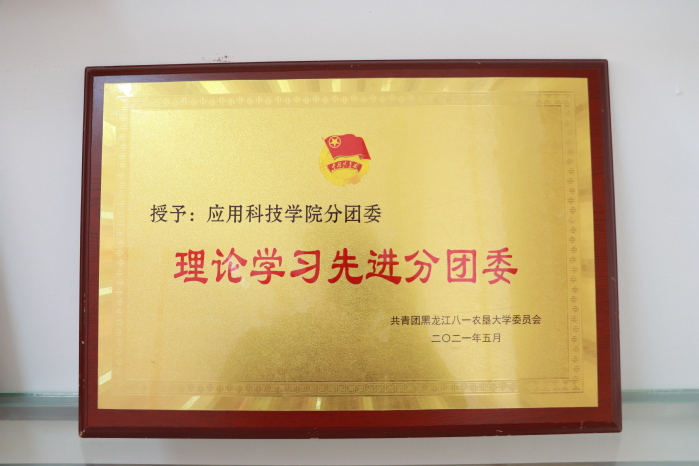 授予：应用科技学院分团委
理论学习先进分团委
共青团黑龙江八一农垦大学委员会
二〇二一年五月